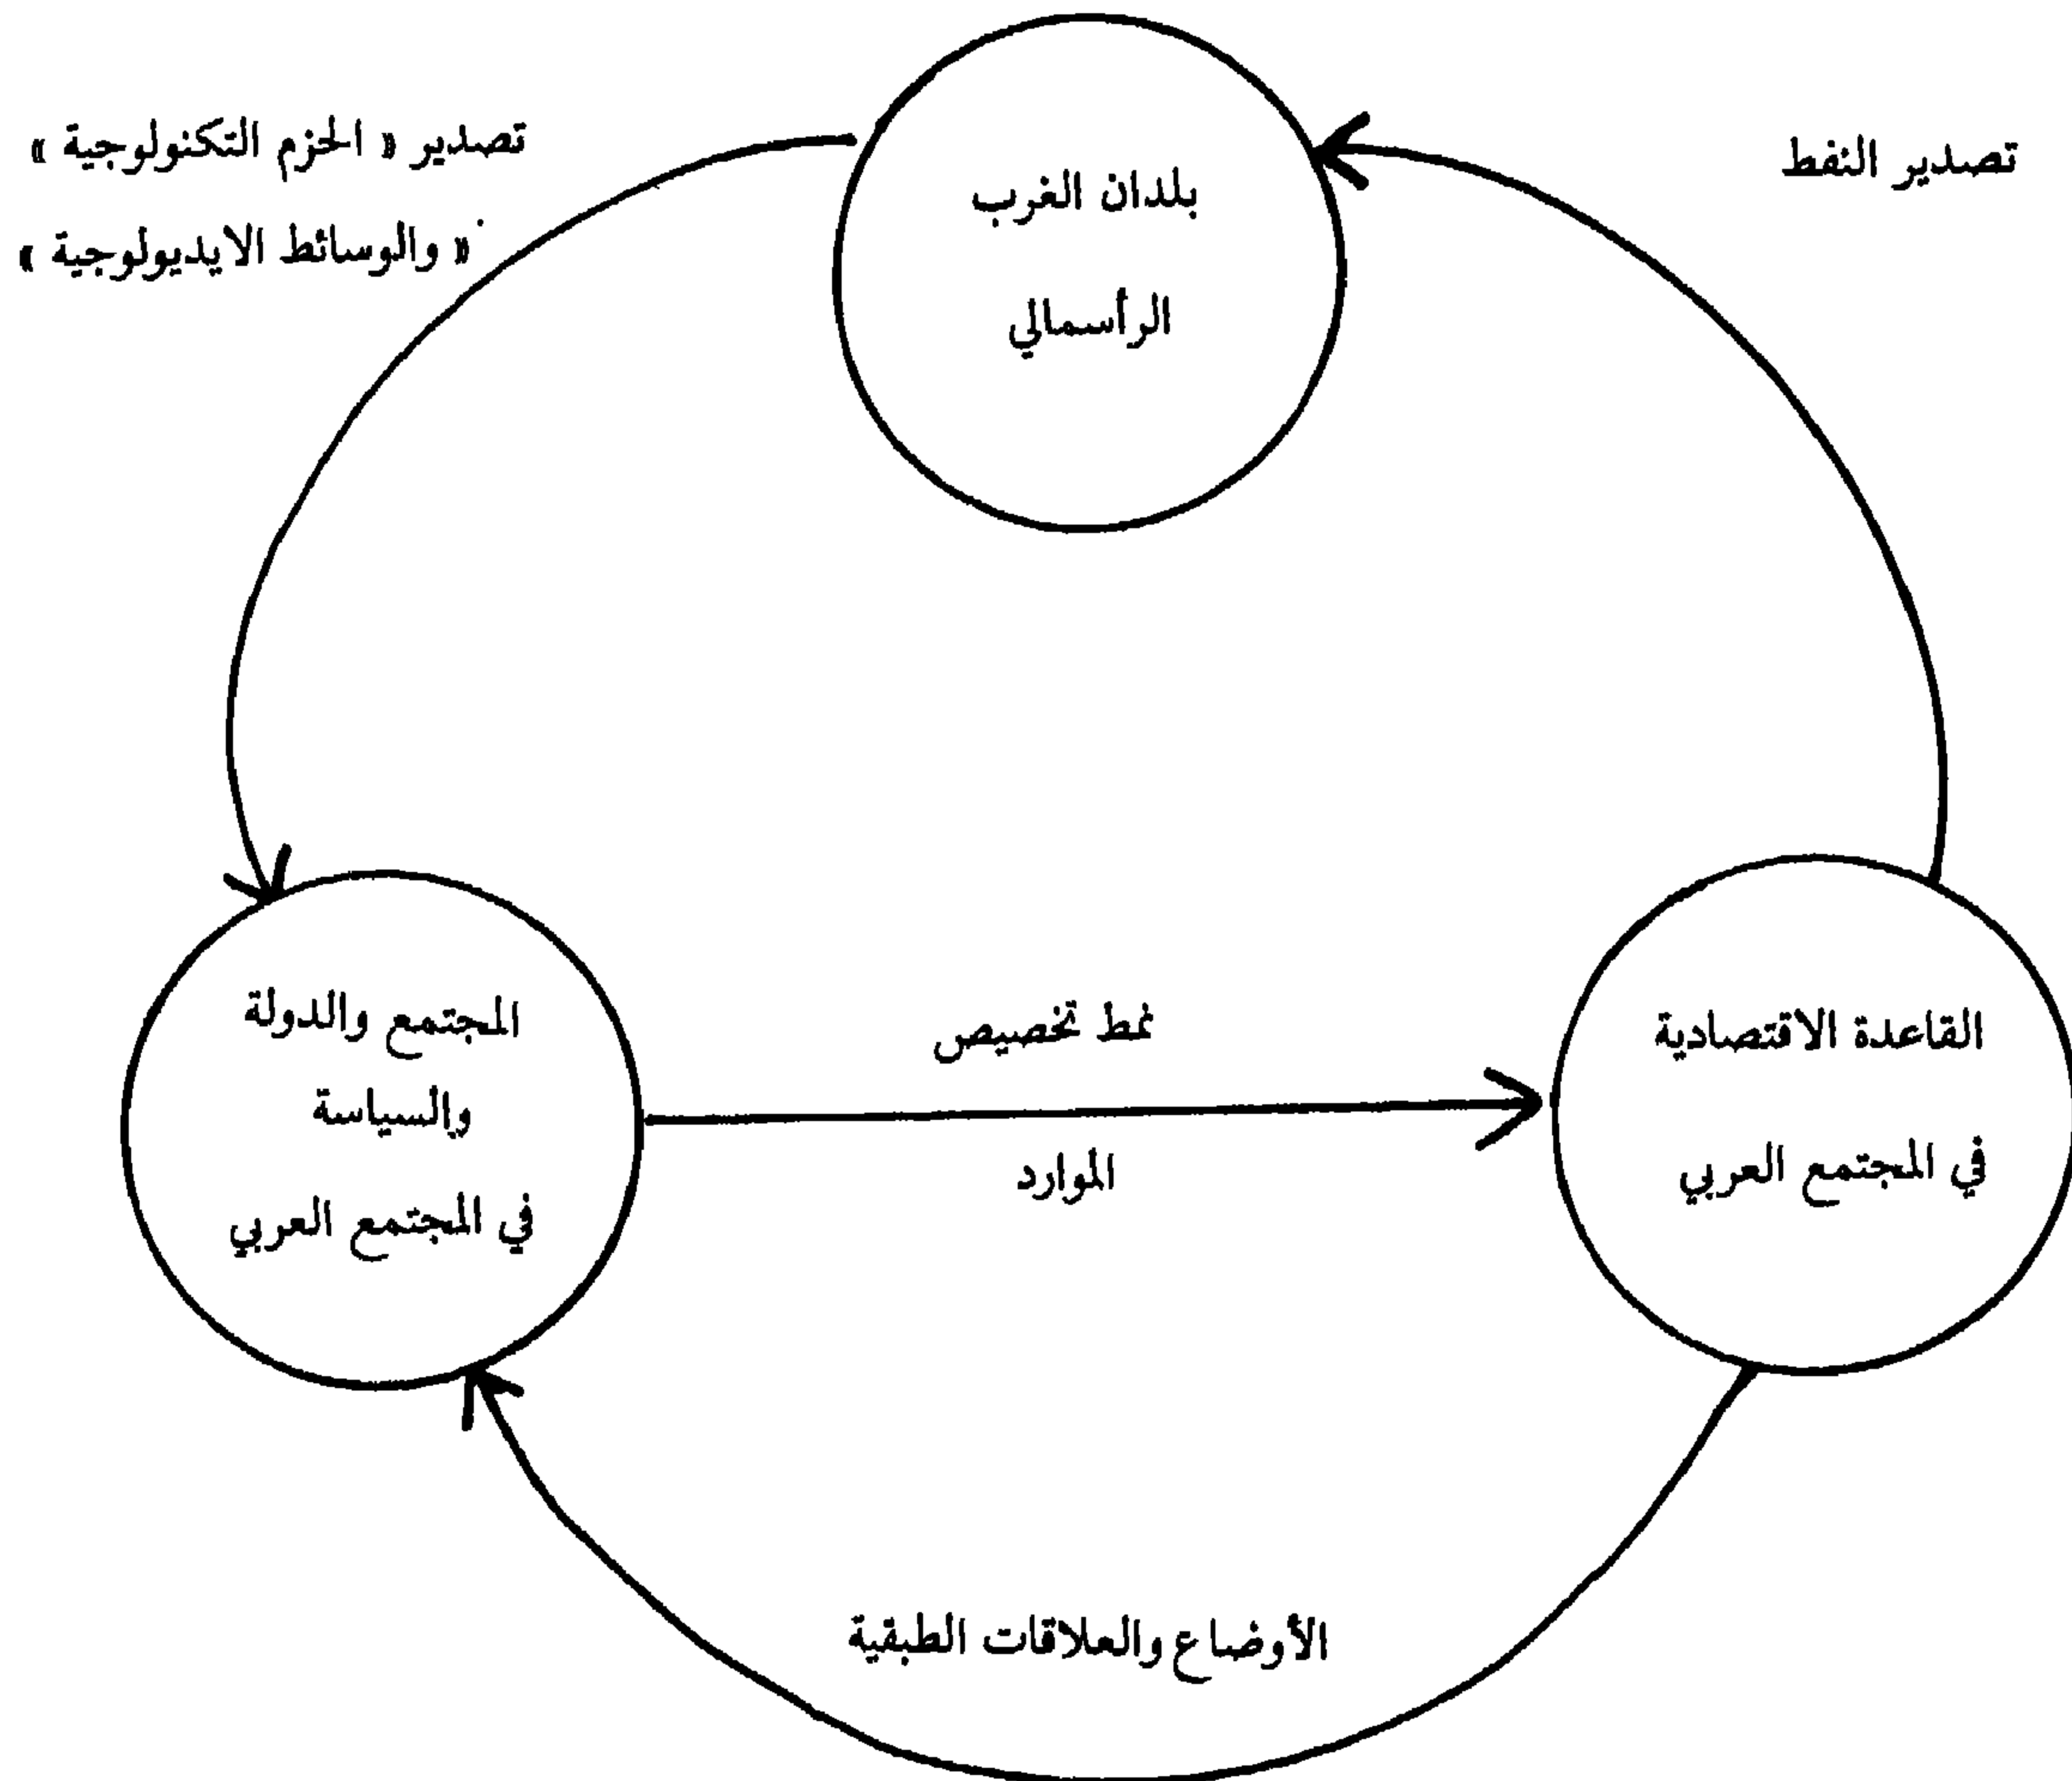 بلدان الغرب
الرأسمالي
تصدير النفط
تصدير « الحزم التكنولوجية »
« والوسائط الايديولوجية »
القاعدة الاقتصادية
في المجتمع العربي
نمط تخصيص
الموارد
المجتمع والدولة
والسياسة
في المجتمع العربي
الأوضاع والعلاقات الطبقية